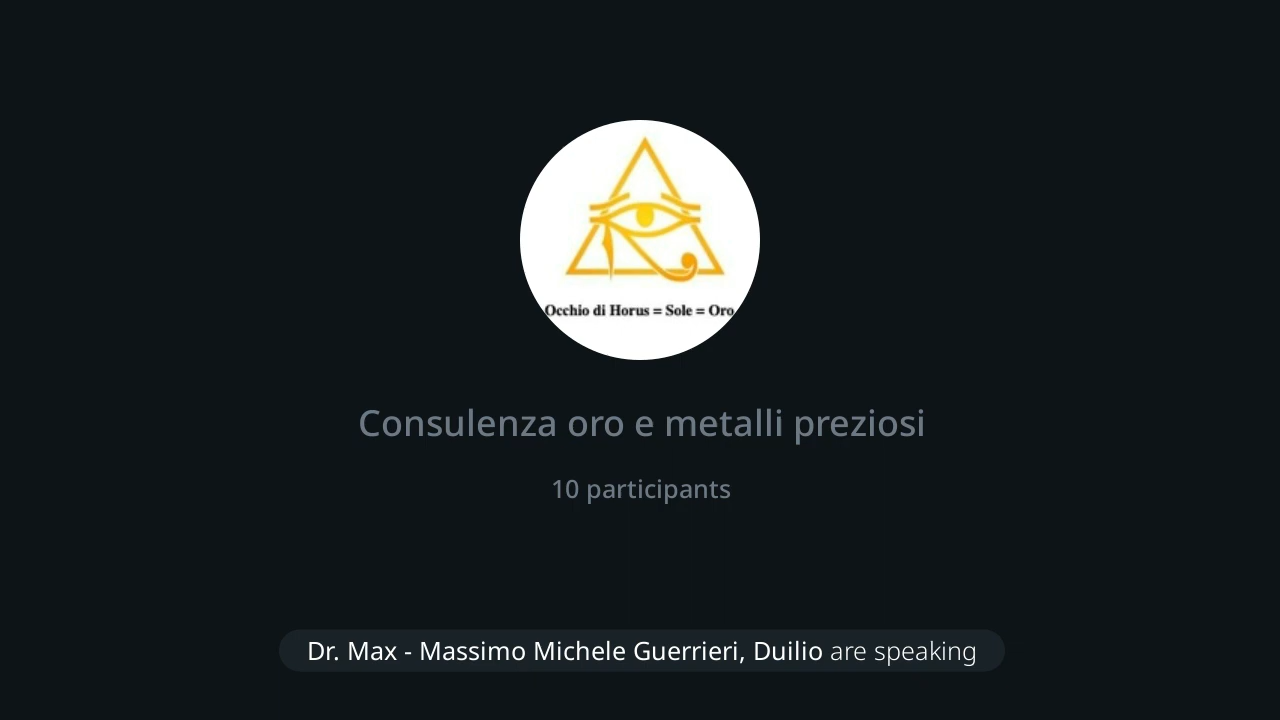 Occhio di Horus = Sole = Oro
Consulenza oro e metalli preziosi
10 participants
Dr. Max - Massimo Michele Guerrieri, Duilio are speaking